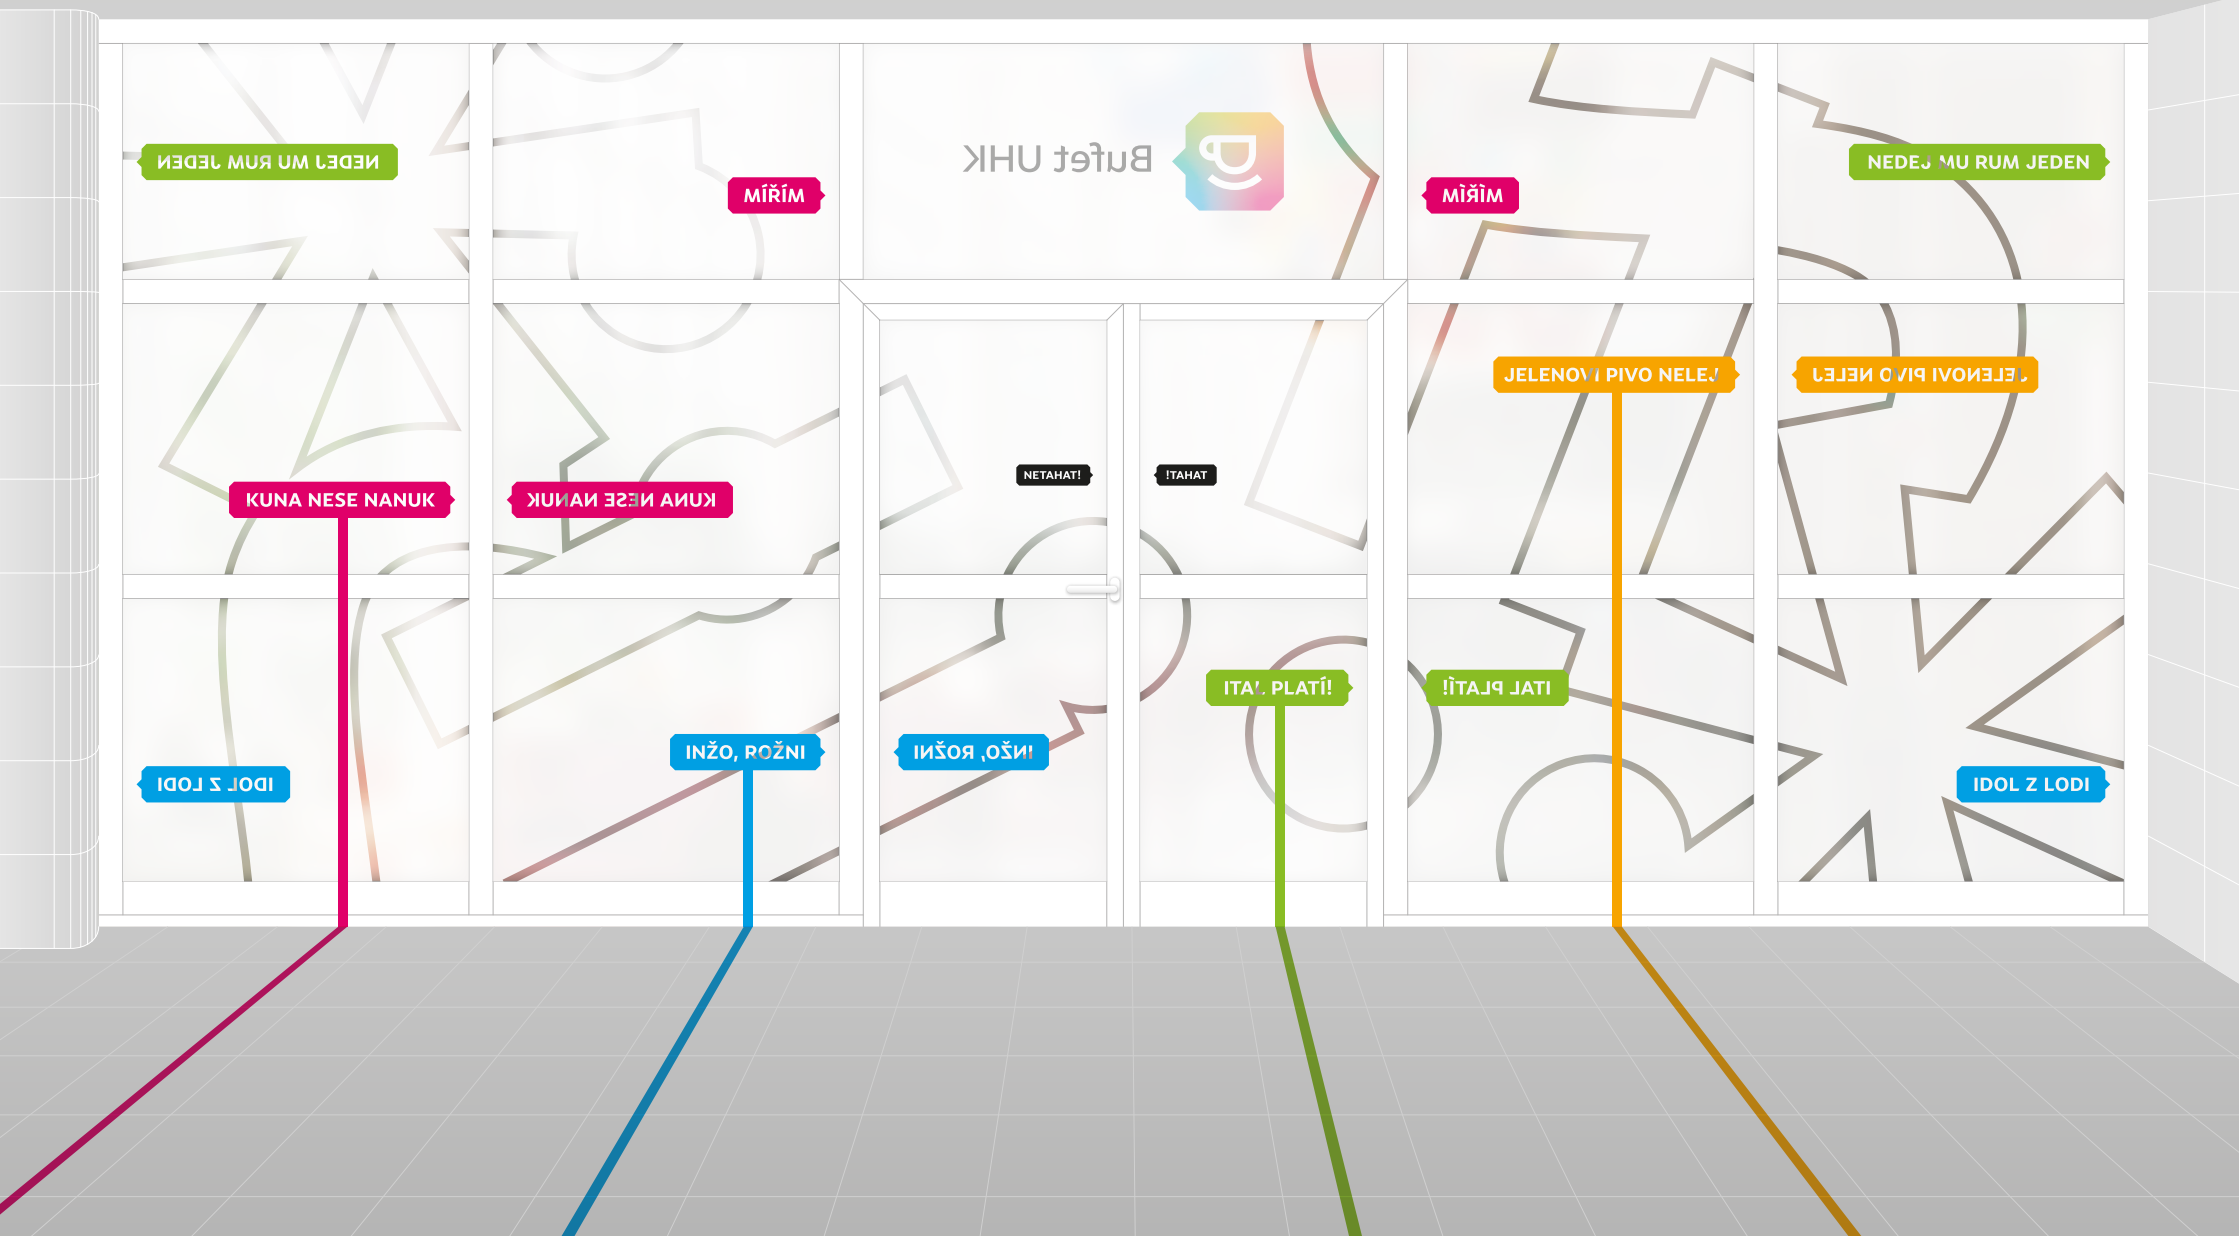 NEDEJ MU RUM JEDEN
MÍŘÍM
Bufet UHK
MÍŘÍM
NEDEJ MU RUM JEDEN
JELENOVI PIVO NELEJ
JELENOVI PIVO NELEJ
KUNA NESE NANUK
KUNA NESE NANUK
NETAHAT!
TAHAT!
ITAL PLATÍ!
ITAL PLATÍ!
INŽO, ROŽNI
INŽO, ROŽNI
IDOL Z LODI
IDOL Z LODI